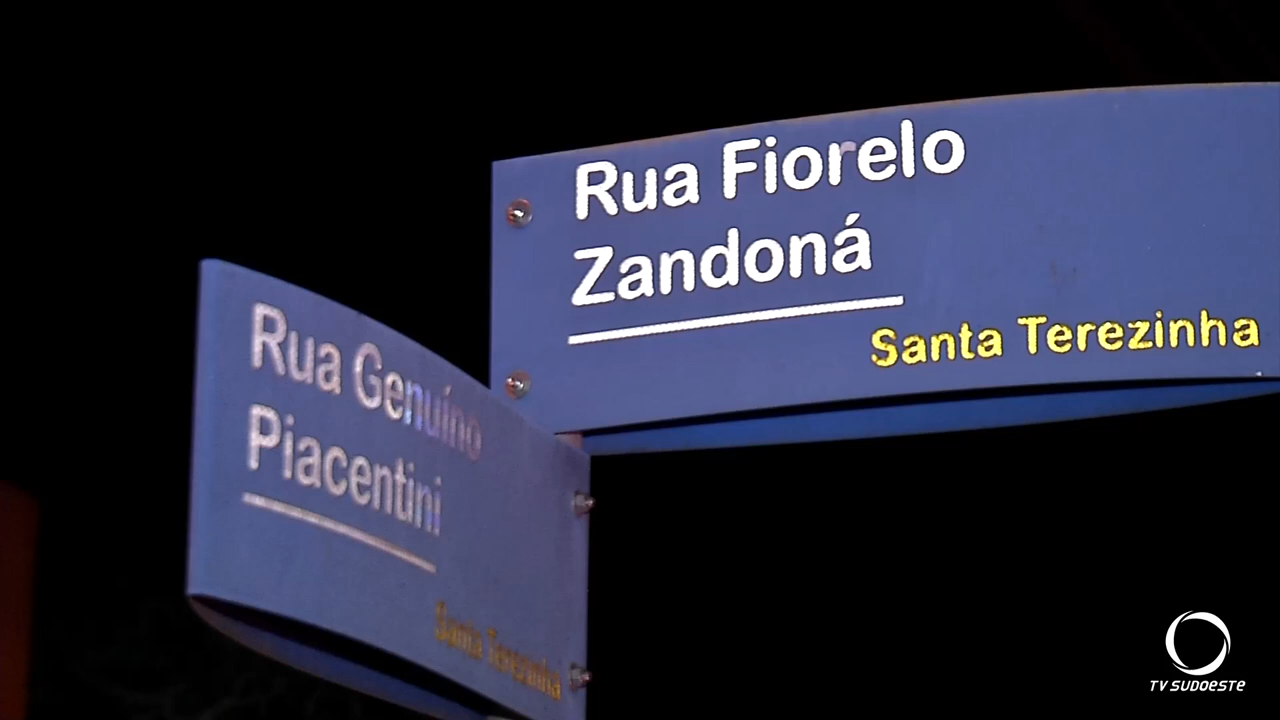 Rua Fiorelo
Zandoná
Santa Terezinha
Rua Genuíno
Piacentini
Santa Terezinha
TV SUDOESTE